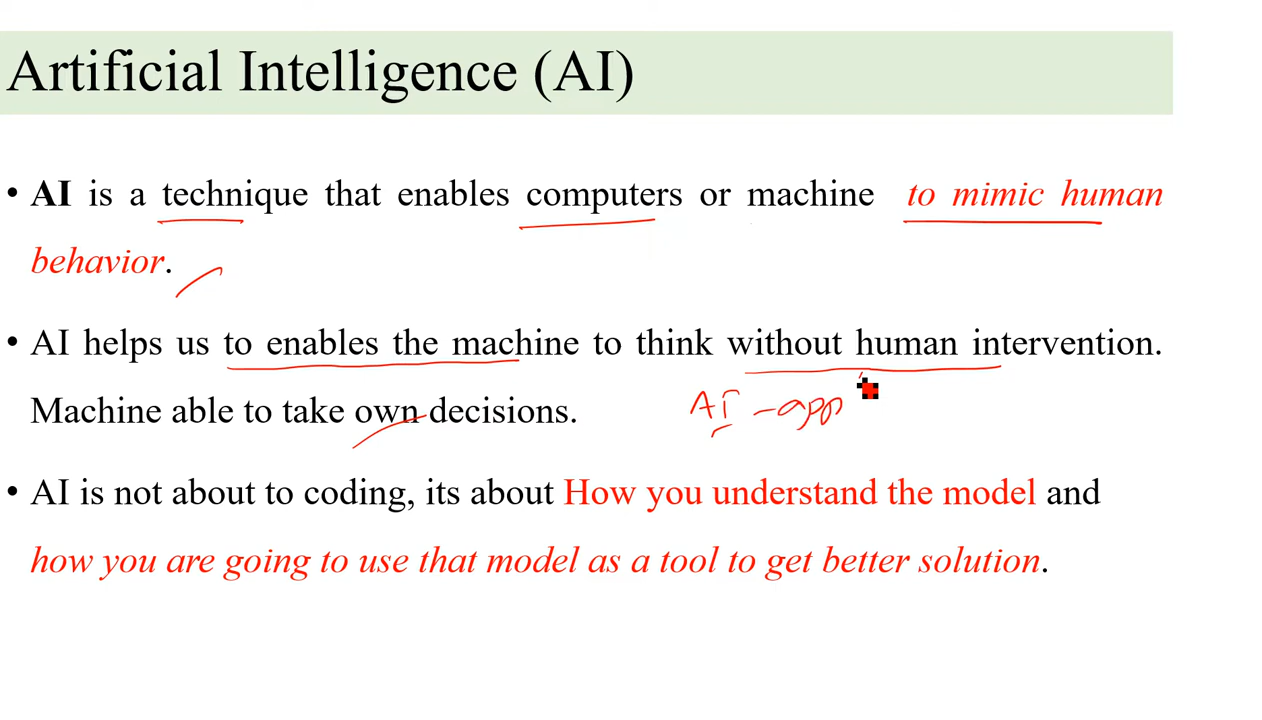 Artificial Intelligence (AI)
• AI is a technique that enables computers or machine to mimic human
behavior.
• AI helps us to enables the machine to think without human intervention.
Machine able to take own decisions.
AI - app
• AI is not about to coding, its about How you understand the model and
how you are going to use that model as a tool to get better solution.